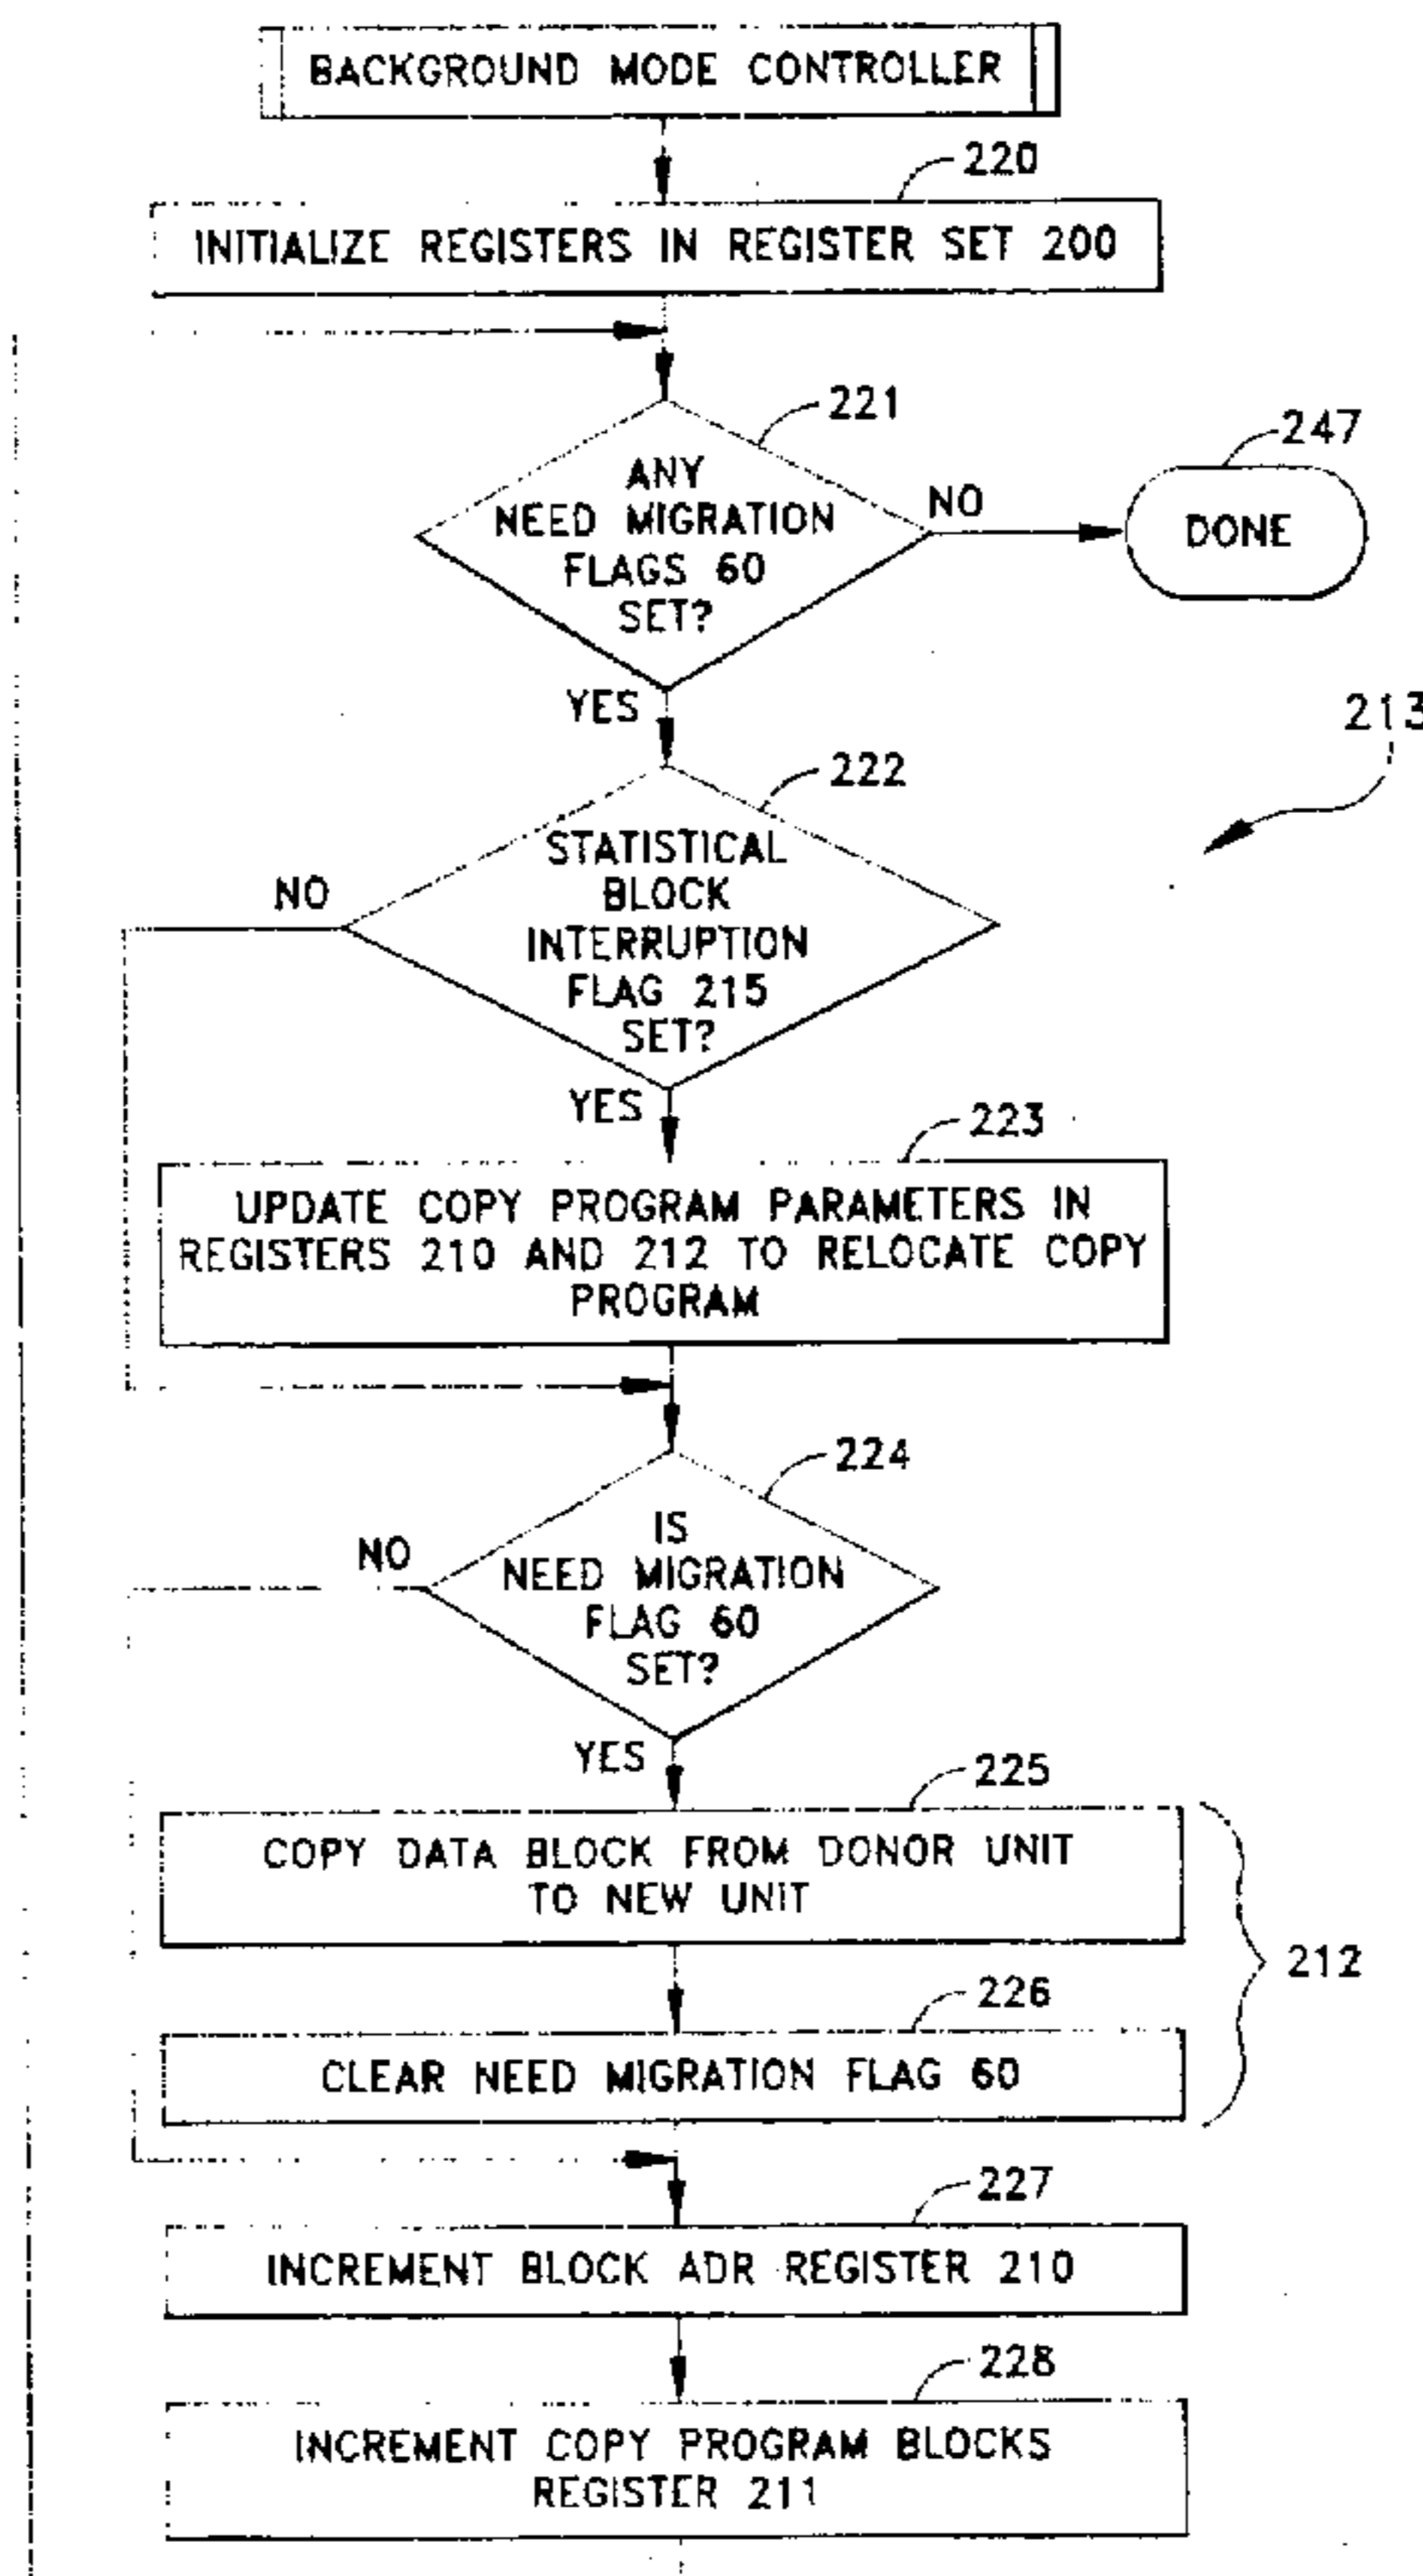 BACKGROUND MODE CONTROLLER
220
INITIALIZE REGISTERS IN REGISTER SET 200
221
ANY
NEED MIGRATION
FLAGS 60
SET?
NO
247
DONE
YES
213
222
STATISTICAL
BLOCK
INTERRUPTION
FLAG 215
SET?
NO
YES
223
UPDATE COPY PROGRAM PARAMETERS IN
REGISTERS 210 AND 212 TO RELOCATE COPY
PROGRAM
224
IS
NEED MIGRATION
FLAG 60
SET?
NO
YES
225
COPY DATA BLOCK FROM DONOR UNIT
TO NEW UNIT
212
226
CLEAR NEED MIGRATION FLAG 60
227
INCREMENT BLOCK ADR REGISTER 210
228
INCREMENT COPY PROGRAM BLOCKS
REGISTER 211